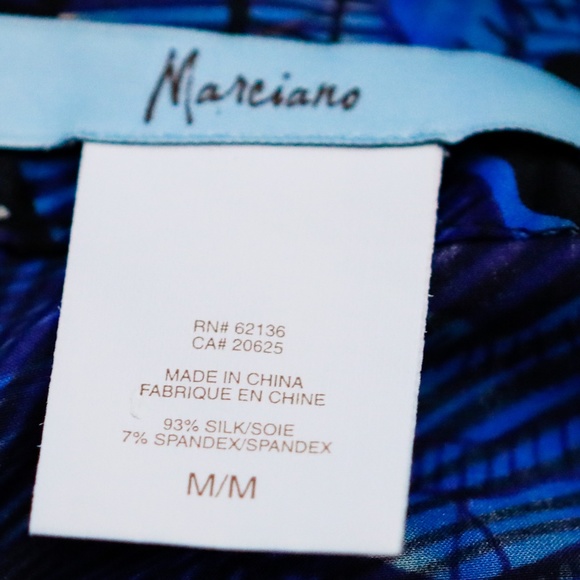 Marciano
RN# 62136
CA# 20625
MADE IN CHINA
FABRIQUE EN CHINE
93% SILK/SOIE
7% SPANDEX/SPANDEX
M/M